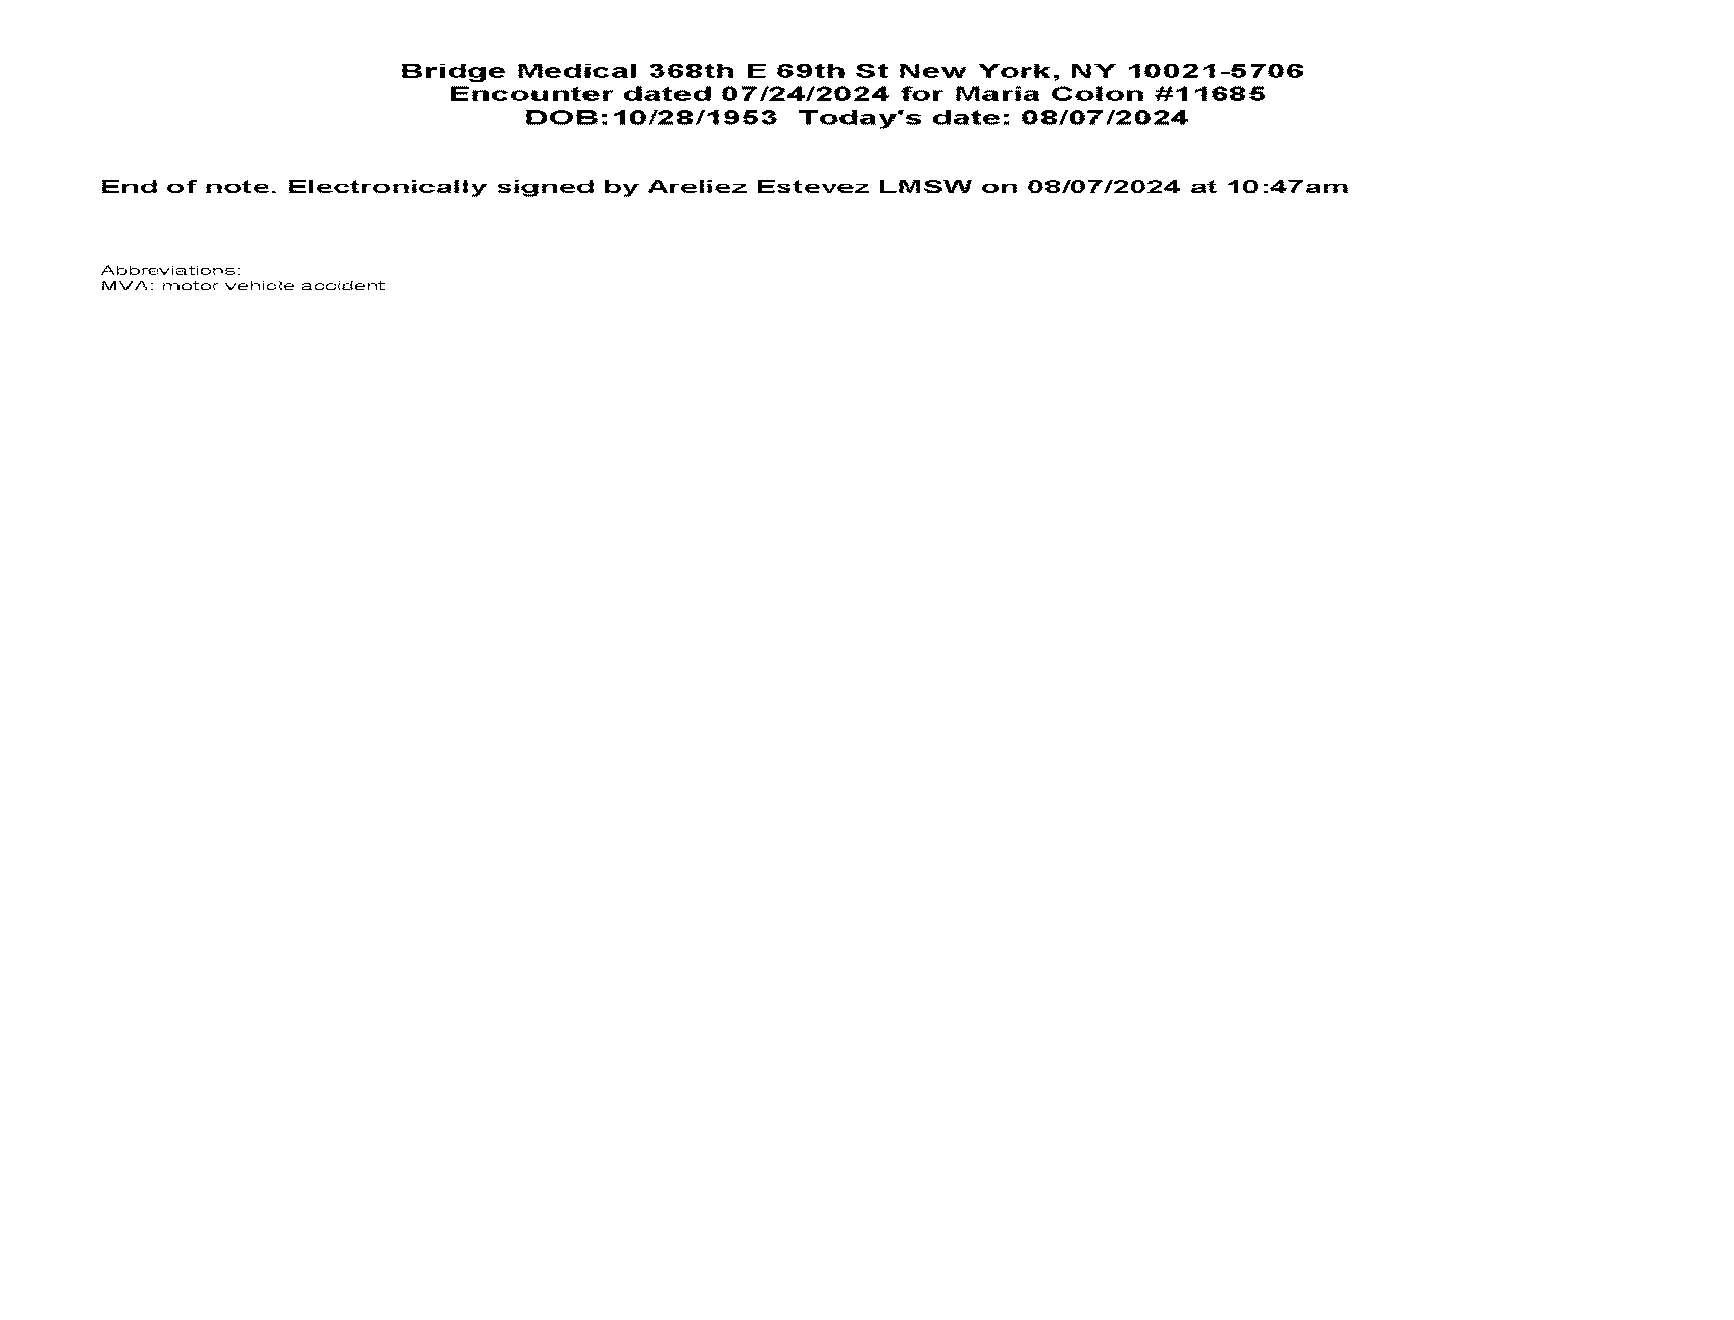 Bridge Medical 368th E 69th St New York, NY 10021-5706
Encounter dated 07/24/2024 for Maria Colon #11685
DOB:10/28/1953 Today's date: 08/07/2024
End of note. Electronically signed by Areliez Estevez LMSW on 08/07/2024 at 10:47am
Abbreviations:
MVA: motor vehicle accident